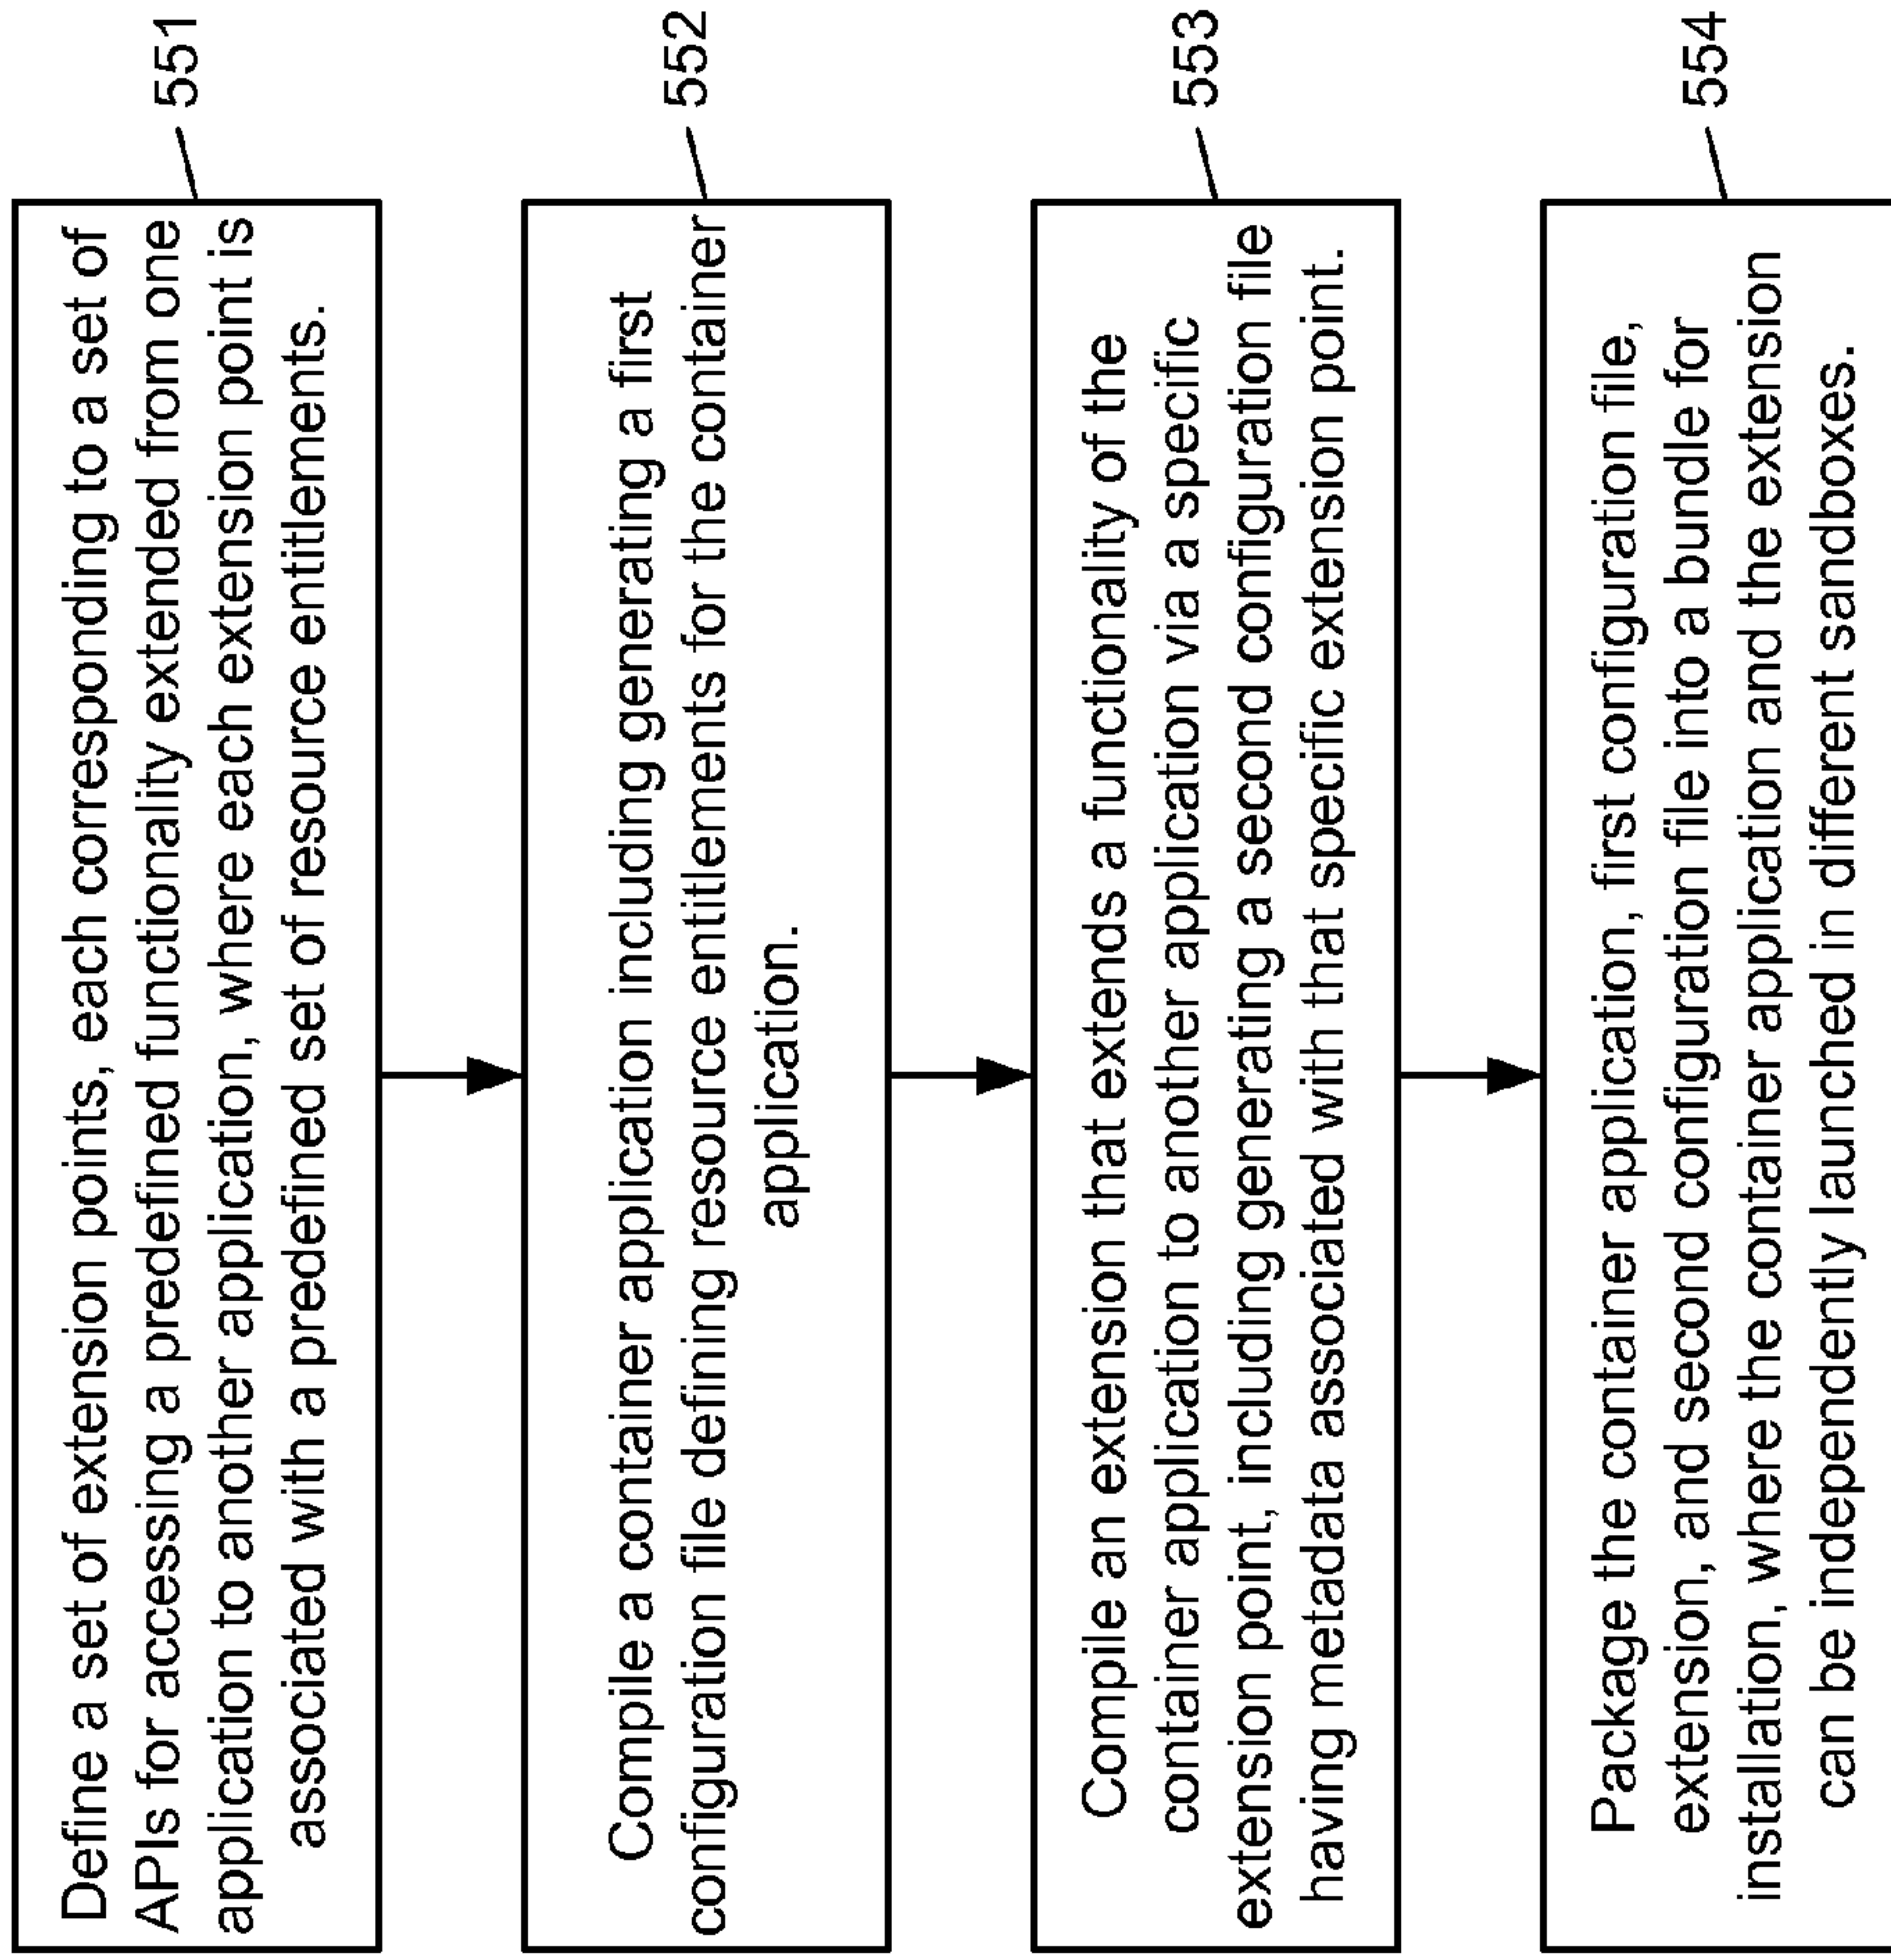 Define a set of extension points, each corresponding to a set of
APIs for accessing a predefined functionality extended from one
application to another application, where each extension point is
associated with a predefined set of resource entitlements.
551
Compile a container application including generating a first
configuration file defining resource entitlements for the container
application.
552
Compile an extension that extends a functionality of the
container application to another application via a specific
extension point, including generating a second configuration file
having metadata associated with that specific extension point.
553
Package the container application, first configuration file,
extension, and second configuration file into a bundle for
installation, where the container application and the extension
can be independently launched in different sandboxes.
554